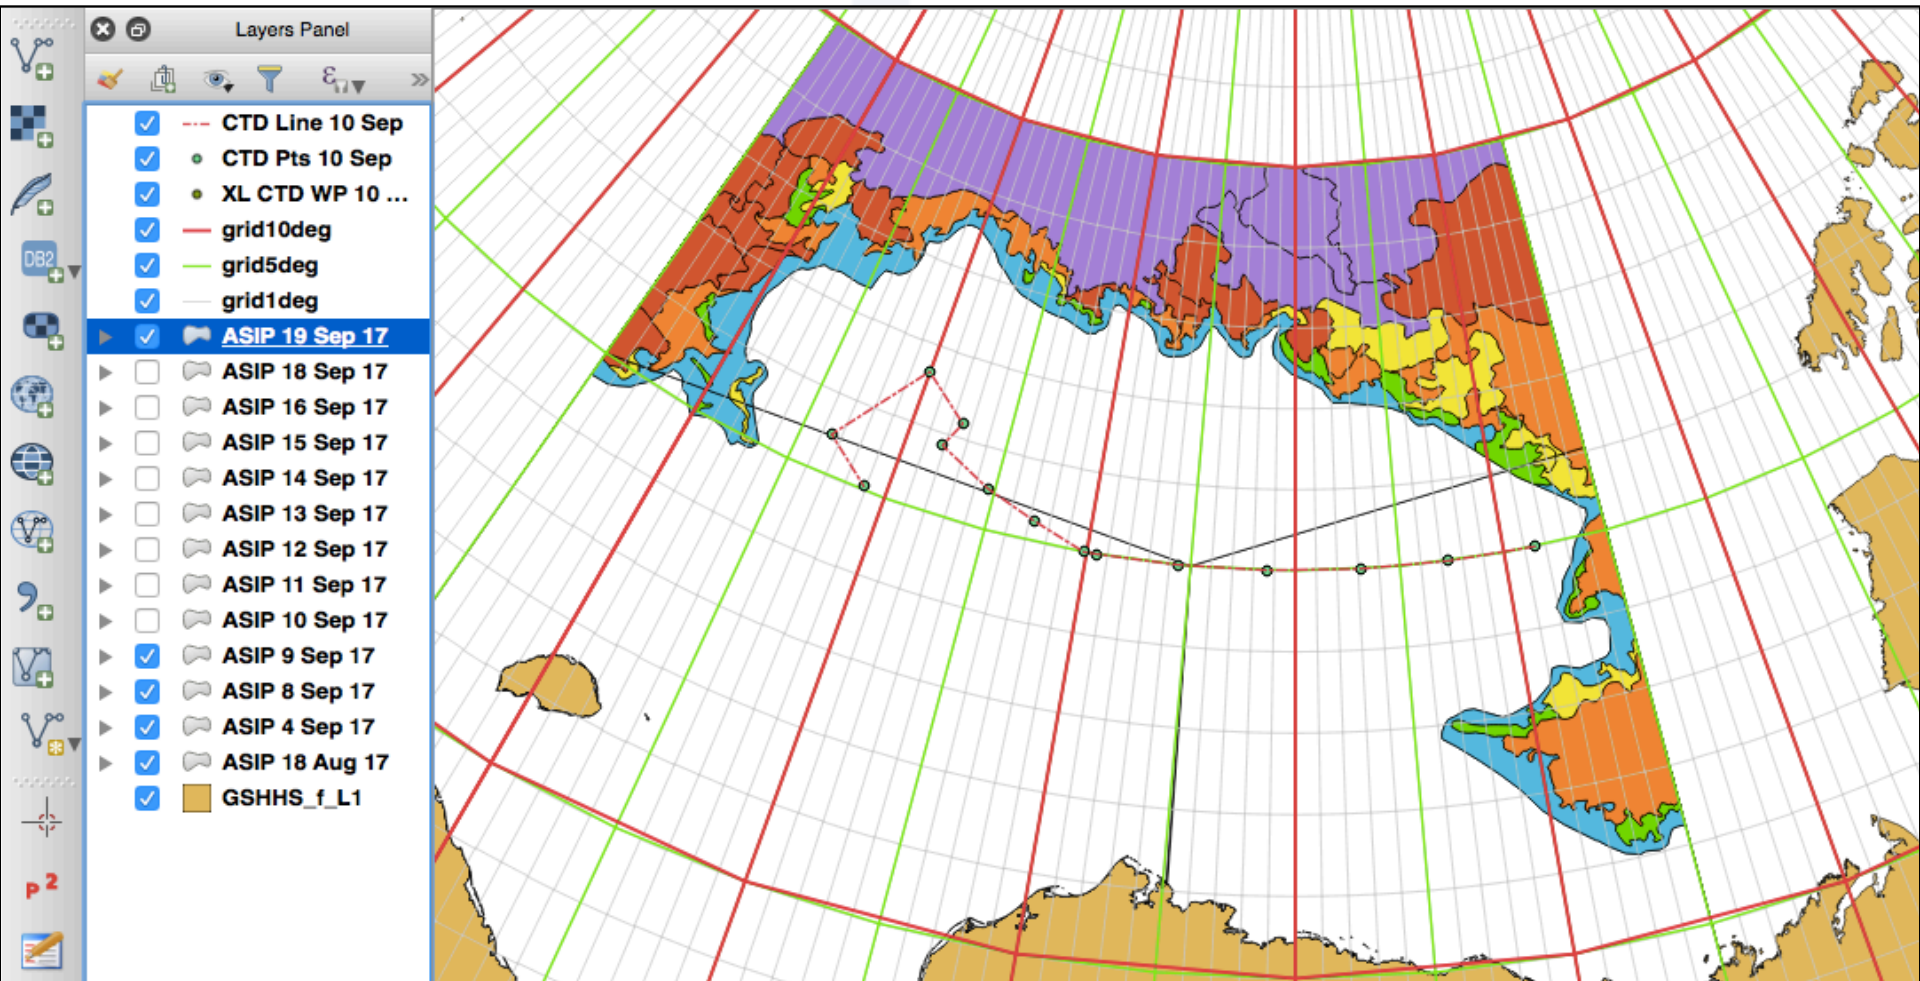 Layers Panel
ε
»
CTD Line 10 Sep
CTD Pts 10 Sep
XL CTD WP 10 ...
grid10deg
grid5deg
grid1deg
ASIP 19 Sep 17
ASIP 18 Sep 17
ASIP 16 Sep 17
ASIP 15 Sep 17
ASIP 14 Sep 17
ASIP 13 Sep 17
ASIP 12 Sep 17
ASIP 11 Sep 17
ASIP 10 Sep 17
ASIP 9 Sep 17
ASIP 8 Sep 17
ASIP 4 Sep 17
ASIP 18 Aug 17
GSHHS_f_L1
DB2
P2